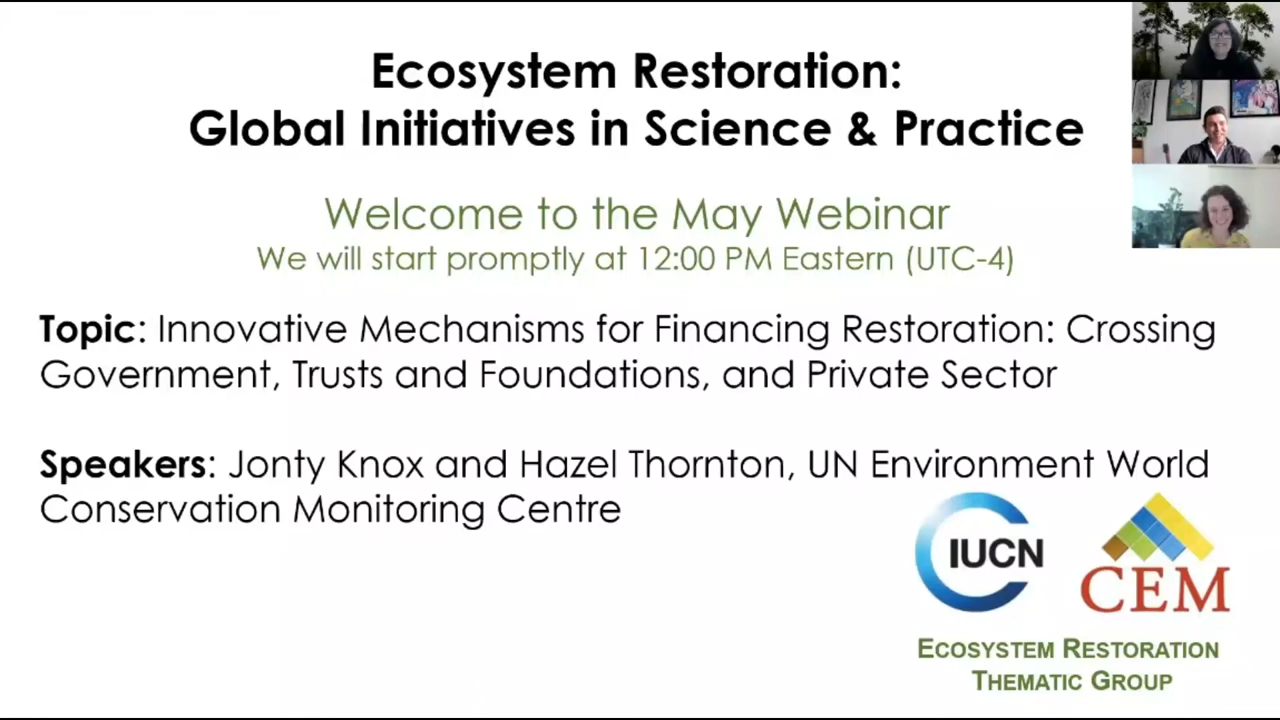 Ecosystem Restoration:
Global Initiatives in Science & Practice
Welcome to the May Webinar
We will start promptly at 12:00 PM Eastern (UTC-4)
Topic: Innovative Mechanisms for Financing Restoration: Crossing
Government, Trusts and Foundations, and Private Sector
Speakers: Jonty Knox and Hazel Thornton, UN Environment World
Conservation Monitoring Centre
IUCN
CEM
ECOSYSTEM RESTORATION
THEMATIC GROUP